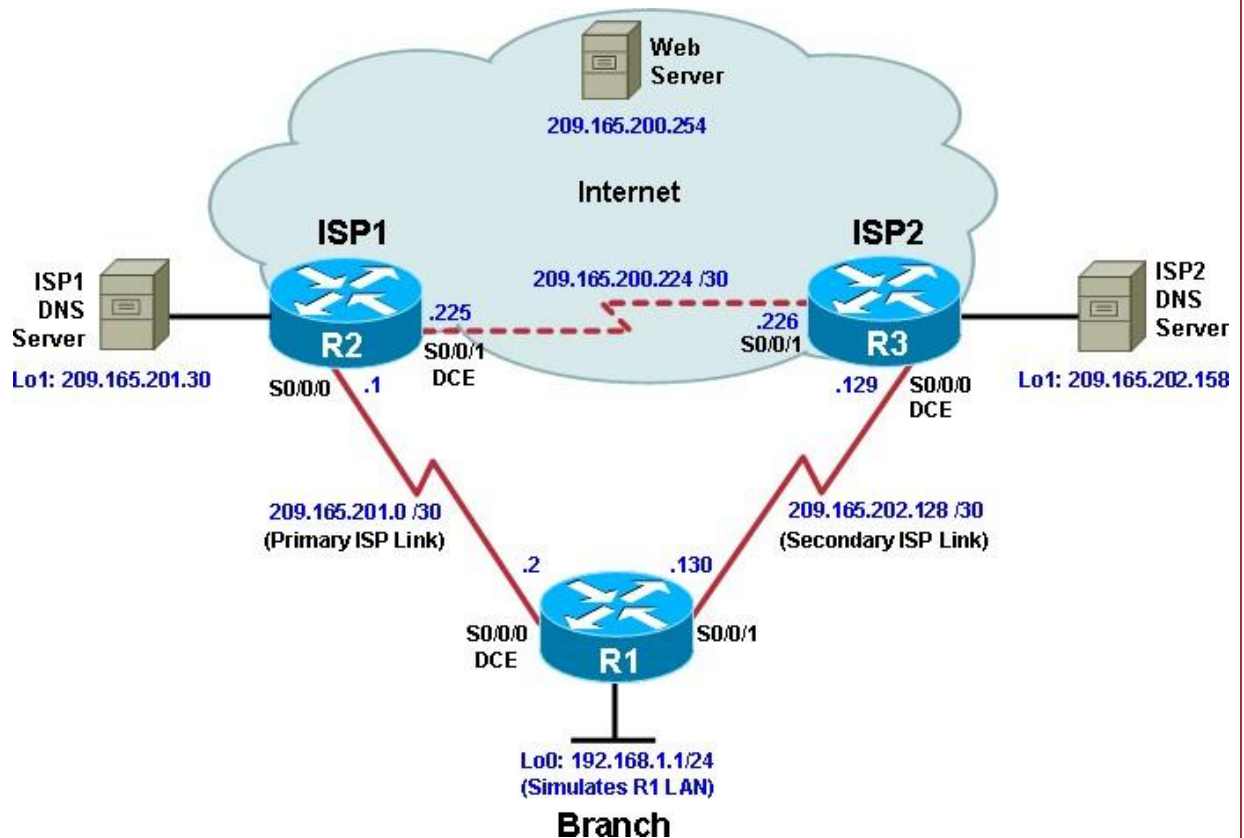 Web
Server
209.165.200.254
Internet
ISP1
ISP2
ISP1
DNS
Server
Lo1: 209.165.201.30
209.165.200.224 /30
ISP2
DNS
Server
Lo1: 209.165.202.158
.225
S0/0/1
DCE
.226
S0/0/1
R2
R3
S0/0/0
.1
.129
S0/0/0
DCE
209.165.201.0 /30
(Primary ISP Link)
209.165.202.128 /30
(Secondary ISP Link)
.2
.130
S0/0/0
DCE
S0/0/1
R1
Lo0: 192.168.1.1/24
(Simulates R1 LAN)
Branch